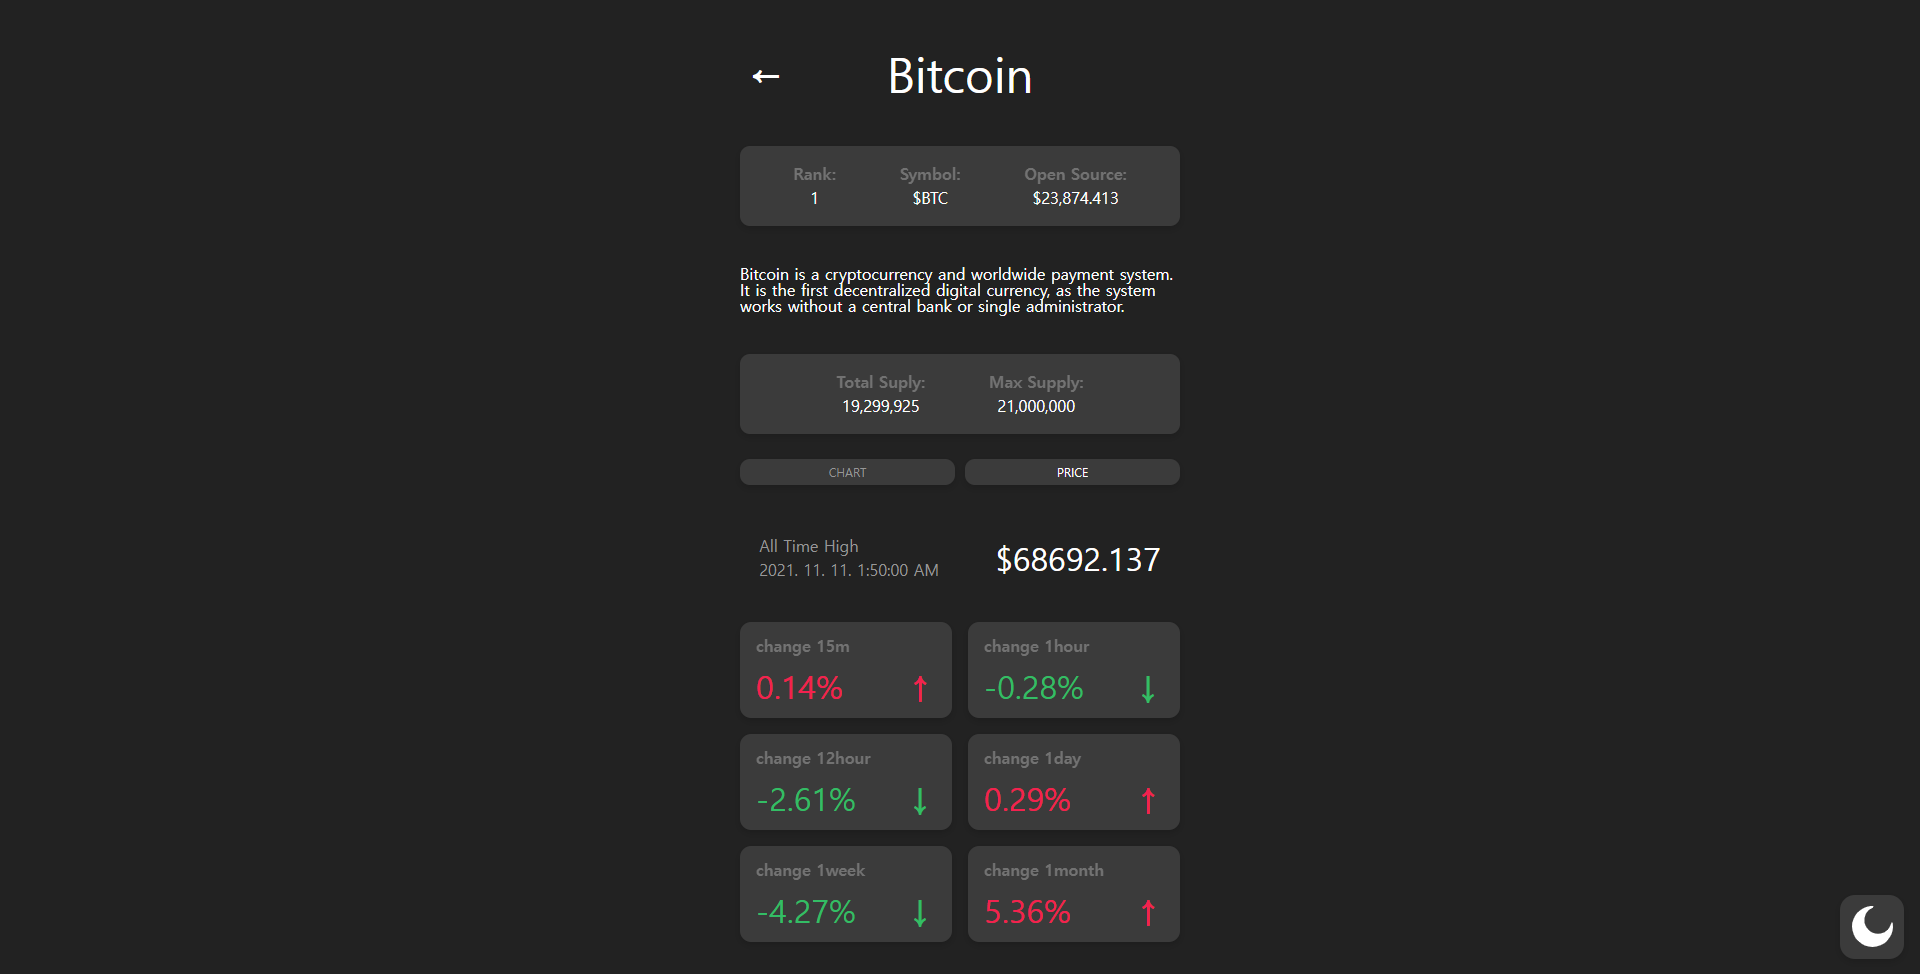 ←
Bitcoin
Rank:
1
Symbol:
$BTC
Open Source:
$23,874.413
Bitcoin is a cryptocurrency and worldwide payment system.
It is the first decentralized digital currency, as the system
works without a central bank or single administrator.
Total Suply:
19,299,925
Max Supply:
21,000,000
CHART
PRICE
All Time High
2021. 11. 11. 1:50:00 AM
$68692.137
change 15m
0.14% ↑
change 1hour
-0.28% ↓
change 12hour
-2.61% ↓
change 1day
0.29% ↑
change 1week
-4.27% ↓
change 1month
5.36% ↑